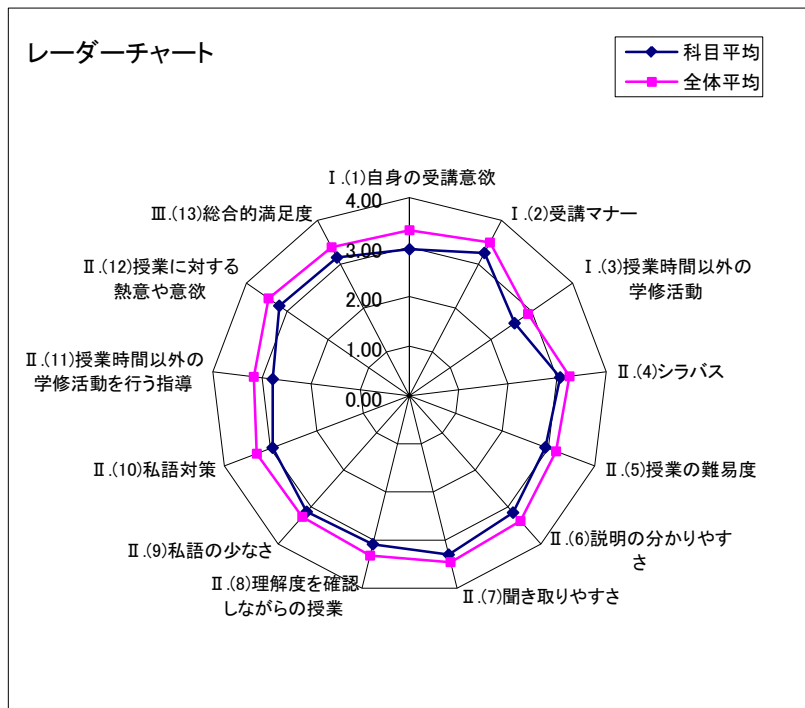 レーダーチャート
科目平均
全体平均
Ⅰ.(1)自身の受講意欲
Ⅰ.(2)受講マナー
Ⅰ.(3)授業時間以外の
学修活動
Ⅱ.(4)シラバス
Ⅱ.(5)授業の難易度
Ⅱ.(6)説明の分かりやす
さ
Ⅱ.(7)聞き取りやすさ
Ⅱ.(8)理解度を確認
しながらの授業
Ⅱ.(9)私語の少なさ
Ⅱ.(10)私語対策
Ⅱ.(11)授業時間以外の
学修活動を行う指導
Ⅱ.(12)授業に対する
熱意や意欲
Ⅲ.(13)総合的満足度
4.00
3.00
2.00
1.00
0.00